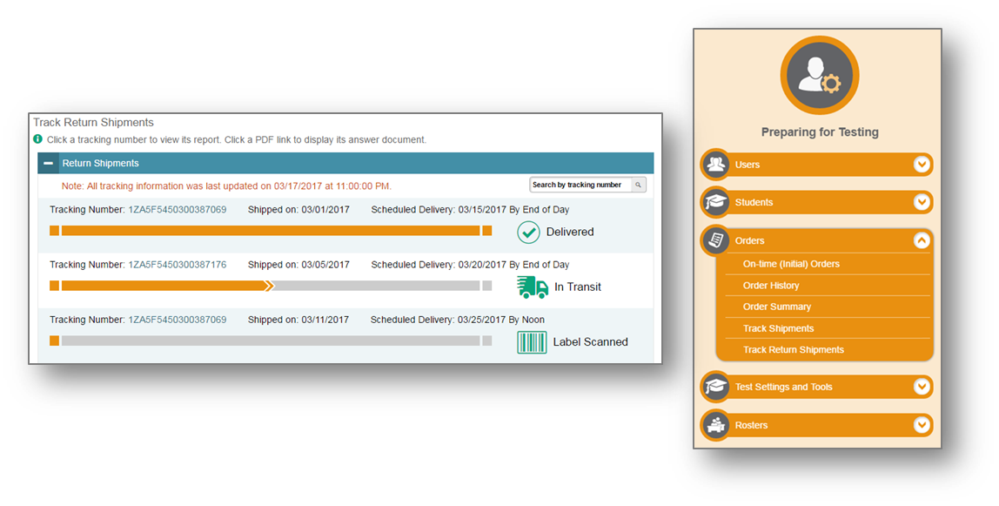 Track Return Shipments
Click a tracking number to view its report. Click a PDF link to display its answer document.
Return Shipments
Note: All tracking information was last updated on 03/17/2017 at 11:00:00 PM.
Search by tracking number
Tracking Number: 1ZA5F5450300387069 Shipped on: 03/01/2017 Scheduled Delivery: 03/15/2017 By End of Day
Delivered
Tracking Number: 1ZA5F5450300387176 Shipped on: 03/05/2017 Scheduled Delivery: 03/20/2017 By End of Day
In Transit
Tracking Number: 1ZA5F5450300387069 Shipped on: 03/11/2017 Scheduled Delivery: 03/25/2017 By Noon
Label Scanned
Preparing for Testing
Users
Students
Orders
On-time (Initial) Orders
Order History
Order Summary
Track Shipments
Track Return Shipments
Test Settings and Tools
Rosters